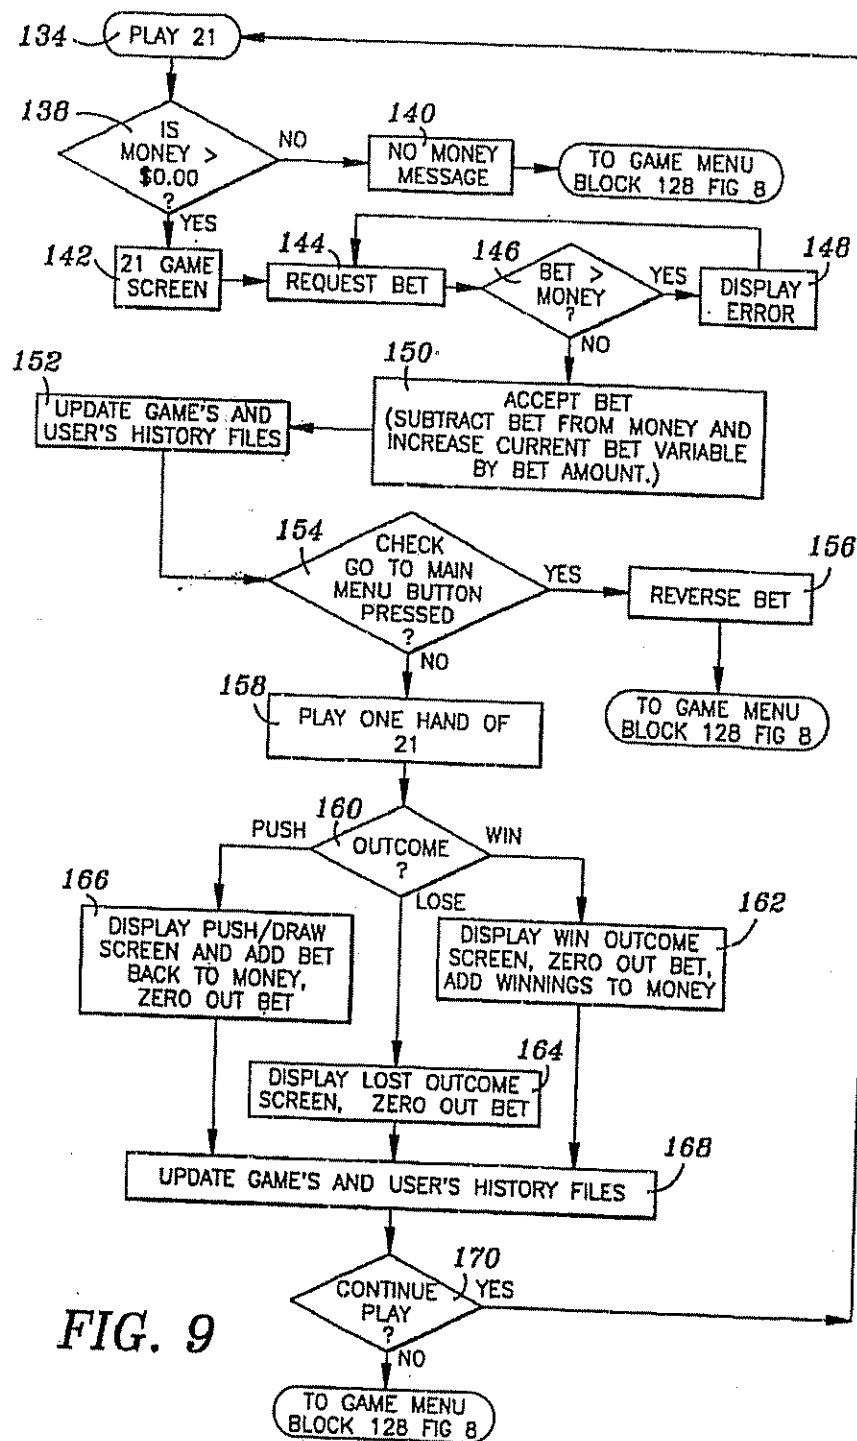 134
PLAY 21
138
IS
MONEY >
$0.00
?
NO
YES
140
NO MONEY
MESSAGE
TO GAME MENU
BLOCK 128 FIG 8
142
21 GAME
SCREEN
144
REQUEST BET
146
BET >
MONEY
?
YES
NO
148
DISPLAY
ERROR
150
ACCEPT BET
(SUBTRACT BET FROM MONEY AND
INCREASE CURRENT BET VARIABLE
BY BET AMOUNT.)
152
UPDATE GAME'S AND
USER'S HISTORY FILES
154
CHECK
GO TO MAIN
MENU BUTTON
PRESSED
?
YES
NO
156
REVERSE BET
TO GAME MENU
BLOCK 128 FIG 8
158
PLAY ONE HAND OF
21
160
OUTCOME
?
PUSH
WIN
LOSE
166
DISPLAY PUSH/DRAW
SCREEN AND ADD BET
BACK TO MONEY,
ZERO OUT BET
162
DISPLAY WIN OUTCOME
SCREEN, ZERO OUT BET,
ADD WINNINGS TO MONEY
164
DISPLAY LOST OUTCOME
SCREEN, ZERO OUT BET
168
UPDATE GAME'S AND USER'S HISTORY FILES
170
CONTINUE
PLAY
?
YES
NO
FIG. 9
TO GAME MENU
BLOCK 128 FIG 8